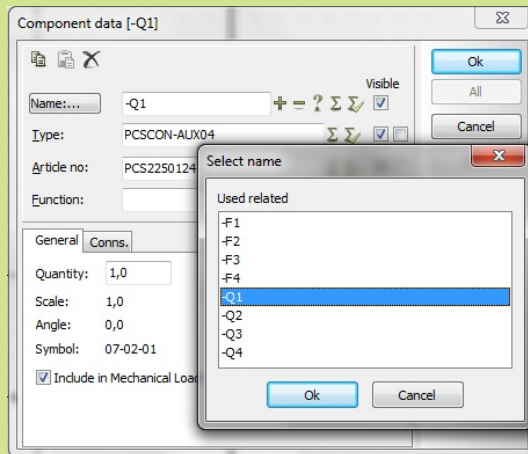 Component data [-Q1]
Visible
Name:... -Q1
Type: PCSCON-AUX04
Article no: PCS2250124
Function:
Ok
All
Cancel
General Conns.
Quantity: 1,0
Scale: 1,0
Angle: 0,0
Symbol: 07-02-01
Include in Mechanical Load
Select name
Used related
-F1
-F2
-F3
-F4
-Q1
-Q2
-Q3
-Q4
Ok Cancel